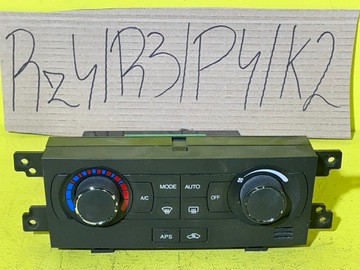 Rz4/R3/P4/K2
MODE AUTO
A/C OFF
APS